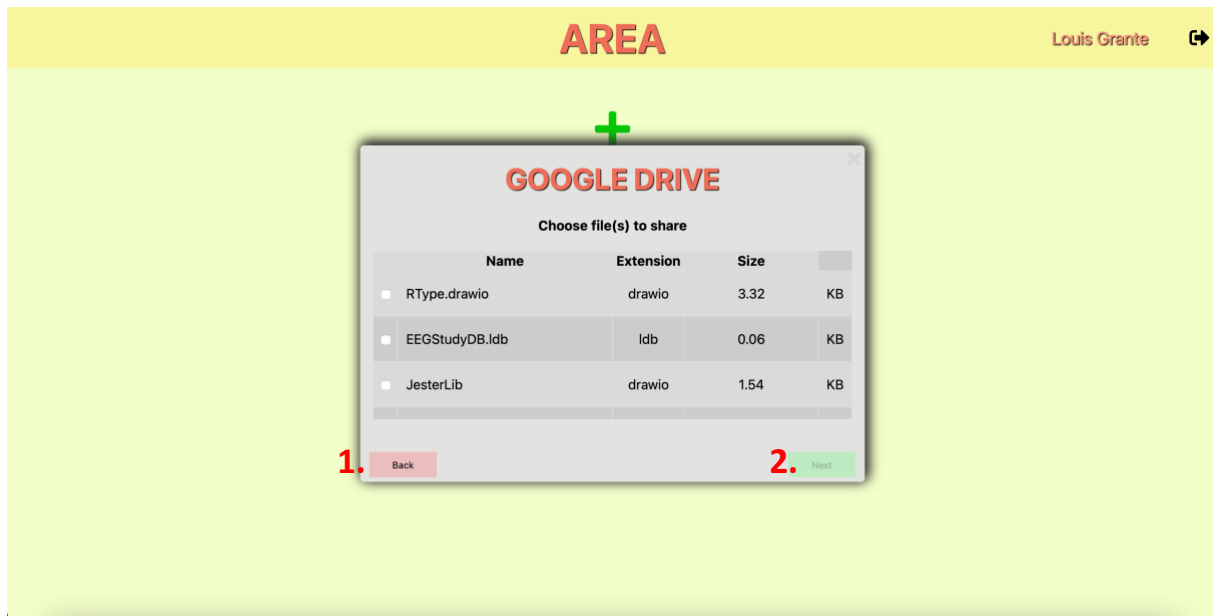 AREA
Louis Grante
GOOGLE DRIVE
Choose file(s) to share
Name Extension Size
RType.drawio drawio 3.32 KB
EEGStudyDB.ldb ldb 0.06 KB
JesterLib drawio 1.54 KB
1. Back 2. Next